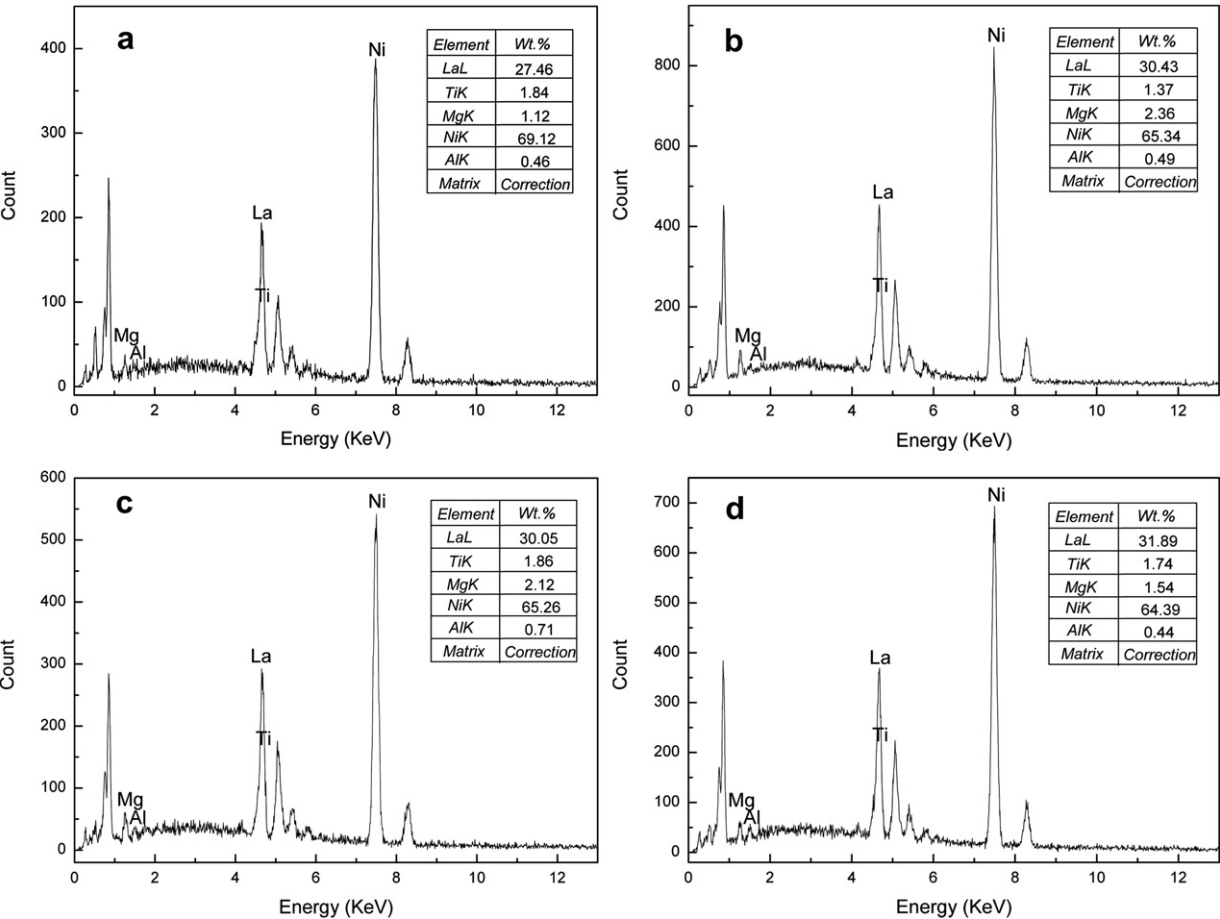 a
Element Wt.%
LaL 27.46
TiK 1.84
MgK 1.12
NiK 69.12
AlK 0.46
Matrix Correction
Ni
La
Ti
Mg
Al
400
300
200
100
0
Count
0 2 4 6 8 10 12
Energy (KeV)
b
Element Wt.%
LaL 30.43
TiK 1.37
MgK 2.36
NiK 65.34
AlK 0.49
Matrix Correction
Ni
La
Ti
Mg
Al
800
600
400
200
0
Count
0 2 4 6 8 10 12
Energy (KeV)
c
Element Wt.%
LaL 30.05
TiK 1.86
MgK 2.12
NiK 65.26
AlK 0.71
Matrix Correction
Ni
La
Ti
Mg
Al
600
500
400
300
200
100
0
Count
0 2 4 6 8 10 12
Energy (KeV)
d
Element Wt.%
LaL 31.89
TiK 1.74
MgK 1.54
NiK 64.39
AlK 0.44
Matrix Correction
Ni
La
Ti
Mg
Al
700
600
500
400
300
200
100
0
Count
0 2 4 6 8 10 12
Energy (KeV)